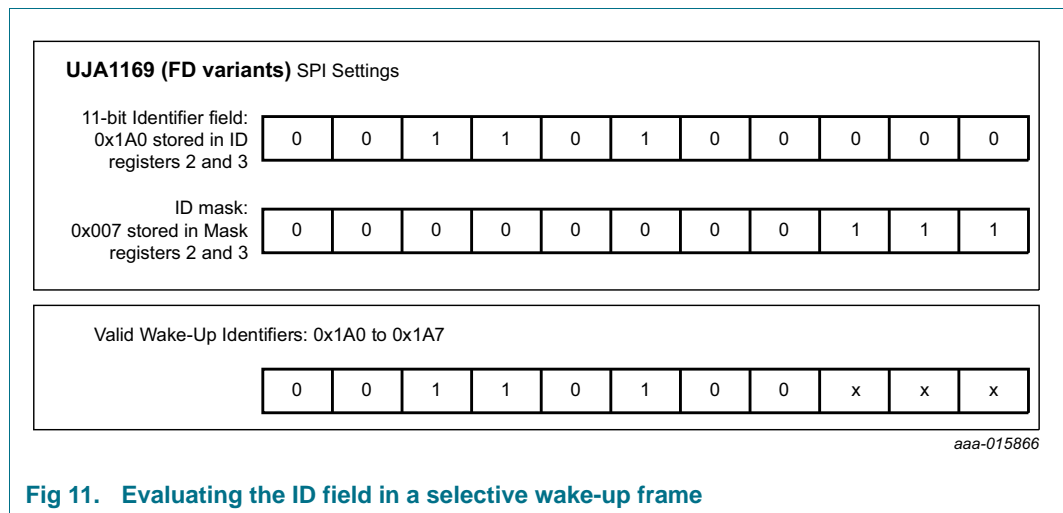 UJA1169 (FD variants) SPI Settings
11-bit Identifier field:
0x1A0 stored in ID
registers 2 and 3
0 0 1 1 0 1 0 0 0 0 0
ID mask:
0x007 stored in Mask
registers 2 and 3
0 0 0 0 0 0 0 0 1 1 1
Valid Wake-Up Identifiers: 0x1A0 to 0x1A7
0 0 1 1 0 1 0 0 x x x
aaa-015866
Fig 11. Evaluating the ID field in a selective wake-up frame